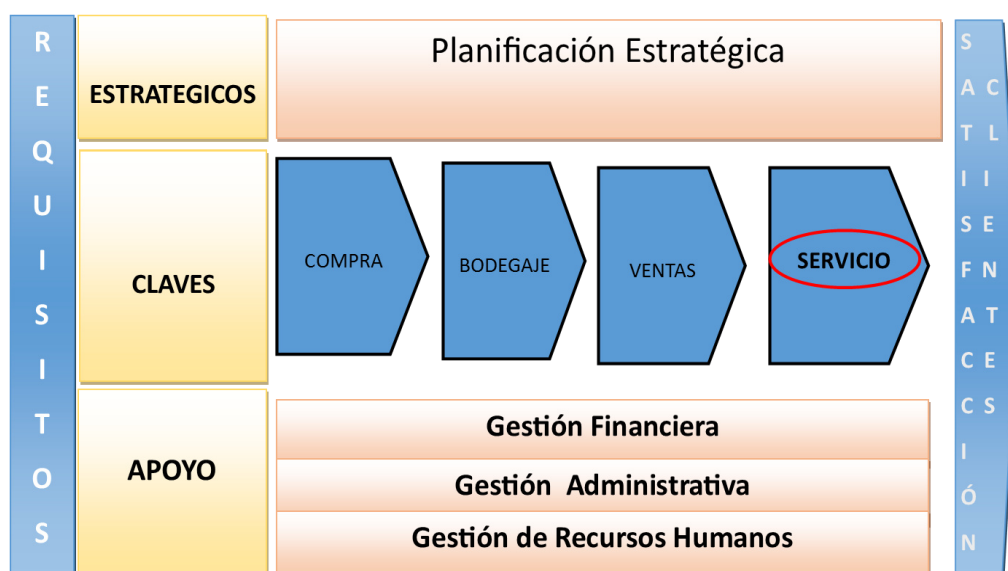 REQUISITOS
ESTRATEGICOS
Planificación Estratégica
CLAVES
COMPRA
BODEGAJE
VENTAS
SERVICIO
APOYO
Gestión Financiera
Gestión Administrativa
Gestión de Recursos Humanos
SATISFACCIÓN
CLIENTES